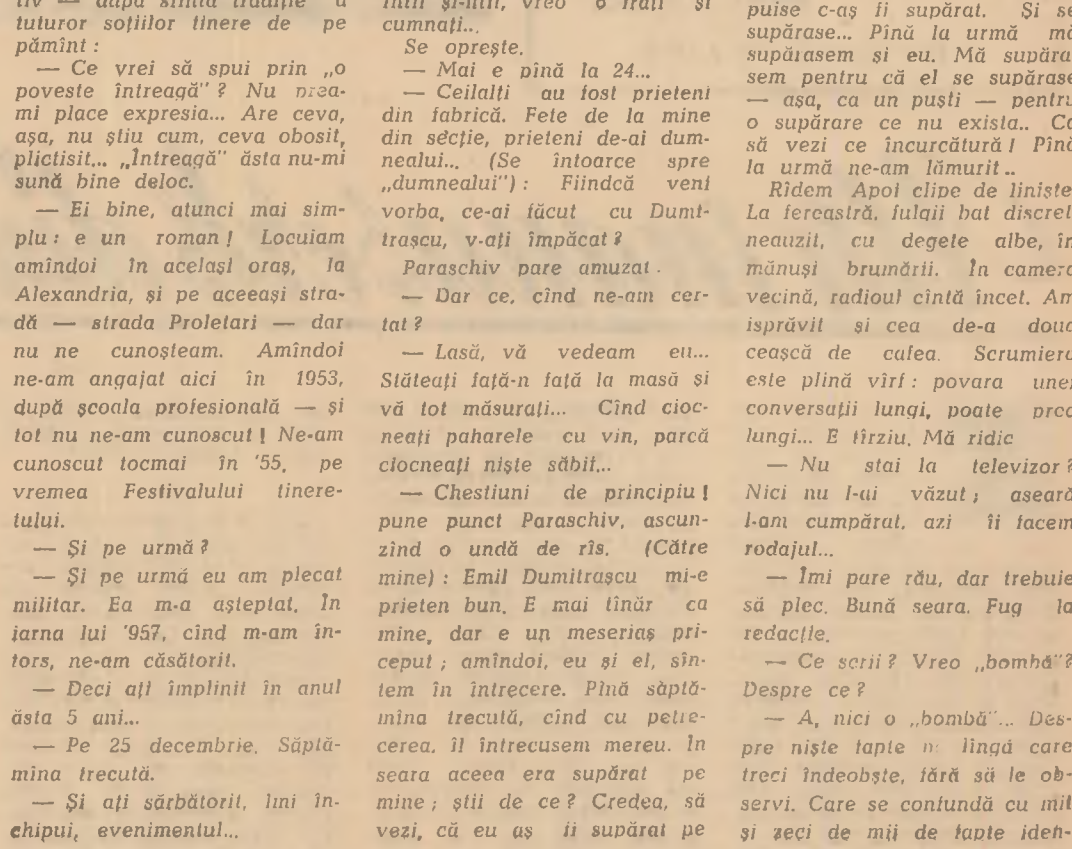 tiv — după sfînta tradiție a
tuturor soțiilor tinere de pe
pămînt :
— Ce vrei să spui prin „o
poveste întreagă" ? Nu prea-
mi place expresia... Are ceva,
așa, nu știu cum, ceva obosit,
plictisit... „Întreagă" ăsta nu-mi
sună bine deloc.
— Ei bine, atunci mai sim-
plu : e un roman ! Locuiam
amîndoi în același oraș, la
Alexandria, și pe aceeași stra-
dă — strada Proletari — dar
nu ne cunoșteam. Amîndoi
ne-am angajat aici în 1953,
după școala profesională — și
tot nu ne-am cunoscut ! Ne-am
cunoscut tocmai în '55, pe
vremea Festivalului tinere-
tului.
— Și pe urmă ?
— Și pe urmă eu am plecat
militar. Ea m-a așteptat. În
iarna lui '957, cînd m-am în-
tors, ne-am căsătorit.
— Deci ați împlinit în anul
ăsta 5 ani...
— Pe 25 decembrie. Săptă-
mîna trecută.
— Și ați sărbătorit, îmi în-
chipui, evenimentul...
vreo o frați și
cumnați...
Se oprește.
— Mai e pînă la 24...
— Ceilalți au fost prieteni
din fabrică. Fete de la mine
din secție, prieteni de-ai dum-
nealui... (Se întoarce spre
„dumnealui") : Fiindcă veni
vorba, ce-ai făcut cu Dumi-
trașcu, v-ați împăcat ?
Paraschiv pare amuzat.
— Dar ce, cînd ne-am cer-
tat ?
— Lasă, vă vedeam eu...
Stăteați față-n față la masă și
vă tot măsurați... Cînd cioc-
neați paharele cu vin, parcă
ciocneați niște săbii...
— Chestiuni de principiu !
pune punct Paraschiv, ascun-
zînd o undă de rîs. (Către
mine) : Emil Dumitrașcu mi-e
prieten bun. E mai tînăr ca
mine, dar e un meseriaș pri-
ceput ; amîndoi, eu și el, sîn-
tem în întrecere. Pînă săptă-
mîna trecută, cînd cu petre-
cerea, îl întrecusem mereu. În
seara aceea era supărat pe
mine ; știi de ce ? Credea, să
vezi, că eu aș fi supărat pe
puise c-aș fi supărat. Și se
supărase... Pînă la urmă mă
supărasem și eu. Mă supăra-
sem pentru că el se supărase
— așa, ca un puști — pentru
o supărare ce nu exista.. Ca
să vezi ce încurcătură ! Pînă
la urmă ne-am lămurit..
Rîdem Apoi clipe de liniște.
La fereastră, fulgii bat discret,
neauzit, cu degete albe, în
mănuși brumării. În camera
vecină, radioul cîntă încet. Am
isprăvit și cea de-a doua
ceașcă de cafea. Scrumiera
este plină vîrf : povara unei
conversații lungi, poate prea
lungi... E tîrziu. Mă ridic
— Nu stai la televizor ?
Nici nu l-ai văzut ; aseară
l-am cumpărat, azi îi facem
rodajul...
— Îmi pare rău, dar trebuie
să plec. Bună seara. Fug la
redacție.
— Ce scrii ? Vreo „bombă" ?
Despre ce ?
— A, nici o „bombă"... Des-
pre niște fapte lîngă care
treci îndeobște, fără să le ob-
servi. Care se confundă cu mii
și zeci de mii de fapte iden-